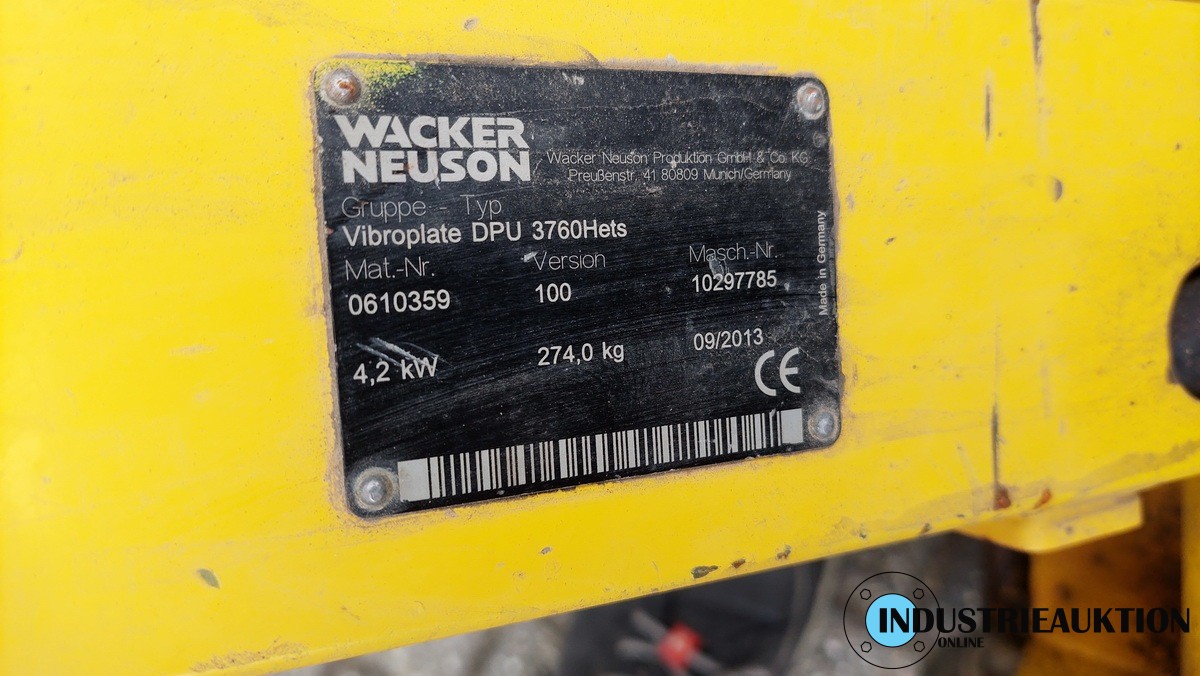 WACKER
NEUSON
Wacker Neuson Produktion GmbH & Co. KG
Preußenstr. 41 80809 Munich/Germany
Gruppe - Typ
Vibroplate DPU 3760Hets
Mat.-Nr. Version Masch.-Nr.
0610359 100 10297785
4,2 kW 274,0 kg 09/2013
CE
Made in Germany
INDUSTRIEAUKTION
ONLINE